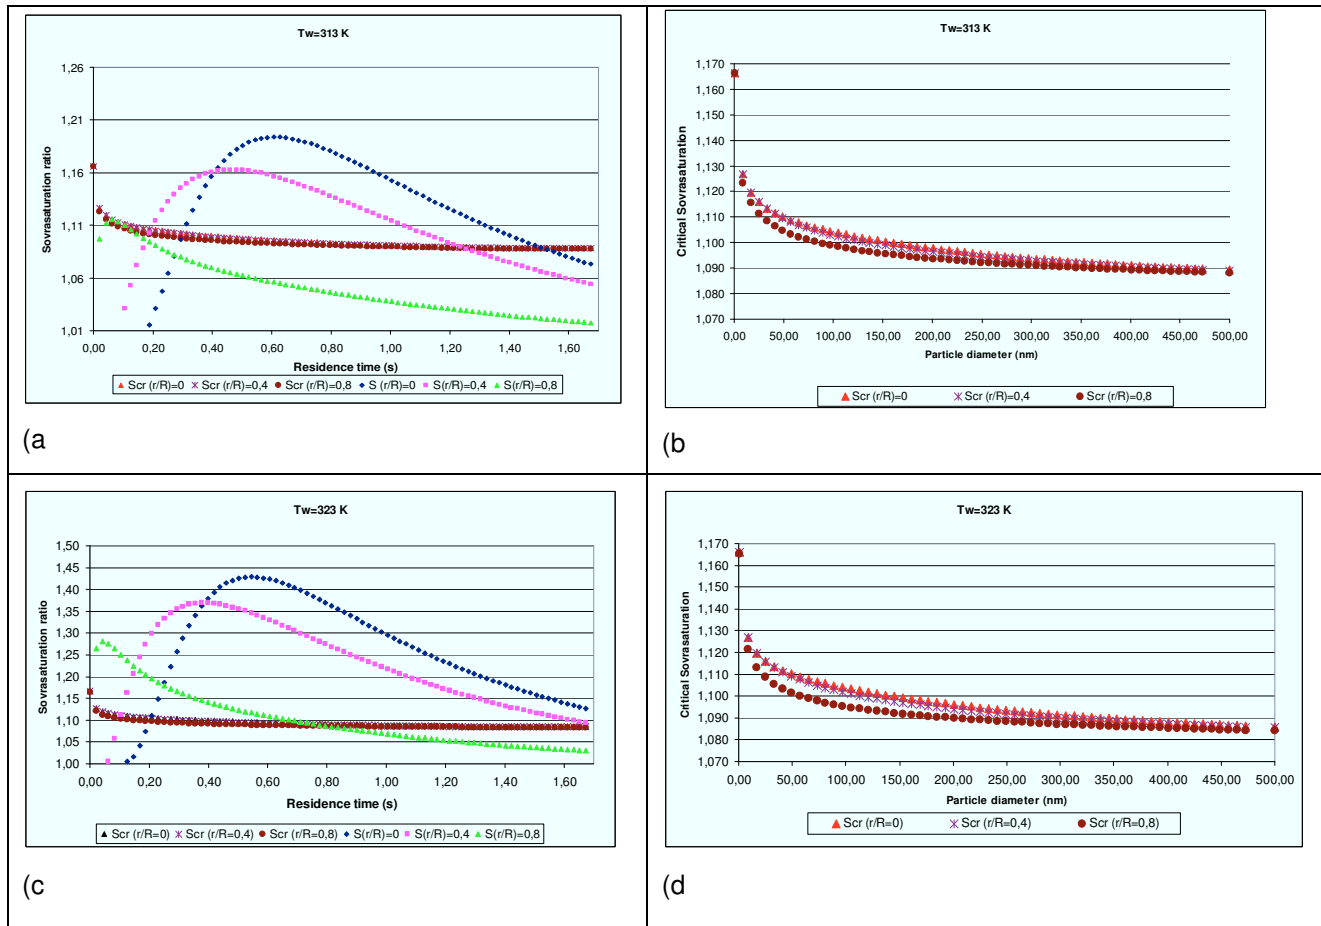 Tw=313 K
Sovrasaturation ratio
1,26
1,21
1,16
1,11
1,06
1,01
0,00 0,20 0,40 0,60 0,80 1,00 1,20 1,40 1,60
Residence time (s)
Scr (r/R)=0 Scr (r/R)=0,4 Scr (r/R)=0,8 S(r/R)=0 S(r/R)=0,4 S(r/R)=0,8
(a
Tw=313 K
Critical Sovrasaturation
1,170
1,160
1,150
1,140
1,130
1,120
1,110
1,100
1,090
1,080
1,070
0,00 50,00 100,00 150,00 200,00 250,00 300,00 350,00 400,00 450,00 500,00
Particle diameter (nm)
Scr (r/R)=0 Scr (r/R)=0,4 Scr (r/R)=0,8
(b
Tw=323 K
Sovrasaturation ratio
1,50
1,45
1,40
1,35
1,30
1,25
1,20
1,15
1,10
1,05
1,00
0,00 0,20 0,40 0,60 0,80 1,00 1,20 1,40 1,60
Residence time (s)
Scr (r/R=0) Scr (r/R=0,4) Scr (r/R=0,8) S(r/R)=0 S(r/R)=0,4 S(r/R)=0,8
(c
Tw=323 K
Critical Sovrasaturation
1,170
1,160
1,150
1,140
1,130
1,120
1,110
1,100
1,090
1,080
1,070
0,00 50,00 100,00 150,00 200,00 250,00 300,00 350,00 400,00 450,00 500,00
Particle diameter (nm)
Scr (r/R=0) Scr (r/R=0,4) Scr (r/R=0,8)
(d